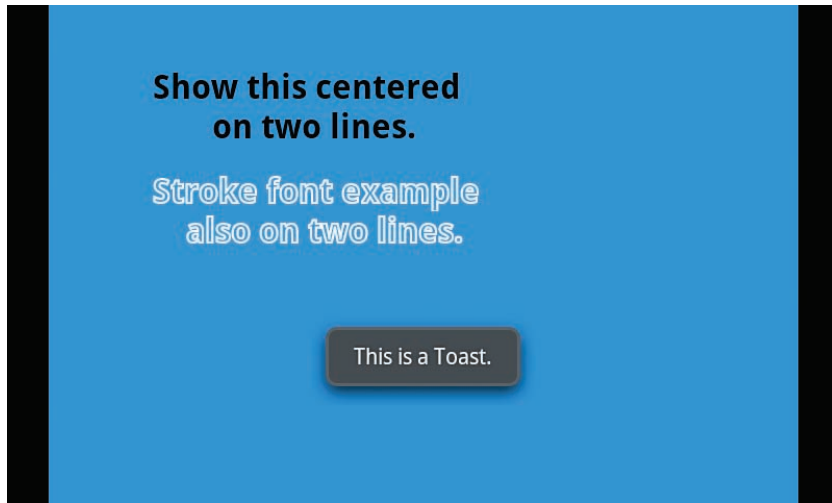 Show this centered
on two lines.
Stroke font example
also on two lines.
This is a Toast.